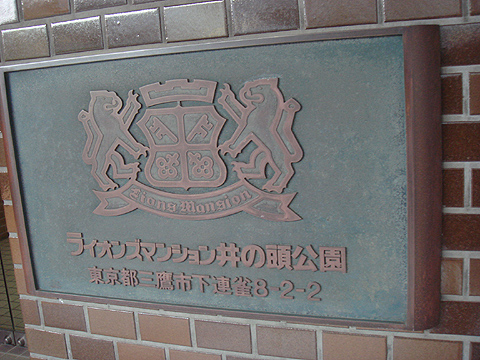 Lions Mansion
ライオンズマンション井の頭公園
東京都三鷹市下連雀8-2-2